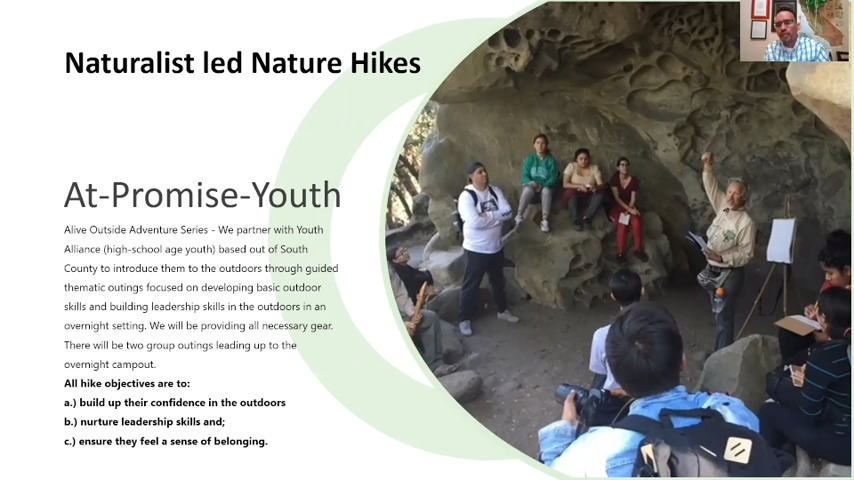 Naturalist led Nature Hikes
At-Promise-Youth
Alive Outside Adventure Series - We partner with Youth
Alliance (high-school age youth) based out of South
County to introduce them to the outdoors through guided
thematic outings focused on developing basic outdoor
skills and building leadership skills in the outdoors in an
overnight setting. We will be providing all necessary gear.
There will be two group outings leading up to the
overnight campout.
All hike objectives are to:
a.) build up their confidence in the outdoors
b.) nurture leadership skills and;
c.) ensure they feel a sense of belonging.